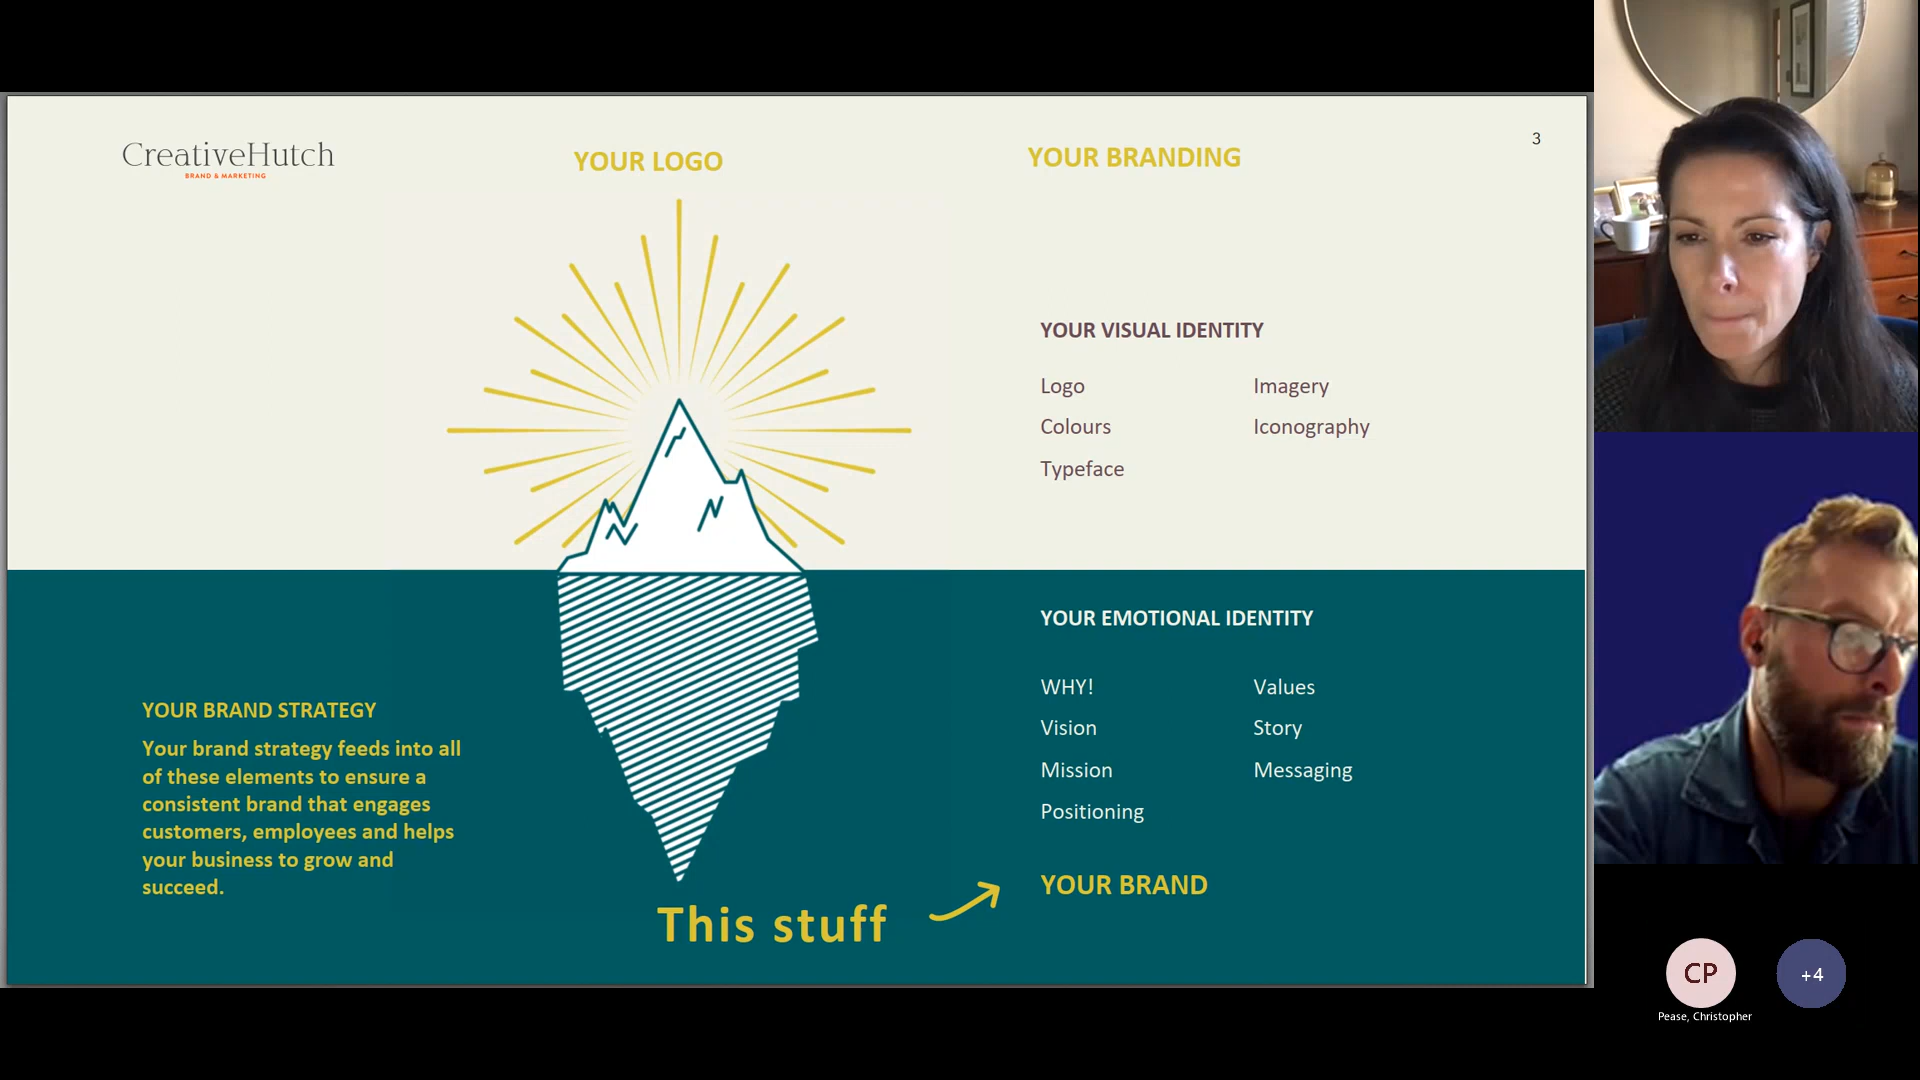 CreativeHutch
BRAND & MARKETING
YOUR LOGO
YOUR BRANDING
3
YOUR VISUAL IDENTITY
Logo
Imagery
Colours
Iconography
Typeface
YOUR EMOTIONAL IDENTITY
WHY!
Values
Vision
Story
Mission
Messaging
Positioning
YOUR BRAND STRATEGY
Your brand strategy feeds into all
of these elements to ensure a
consistent brand that engages
customers, employees and helps
your business to grow and
succeed.
This stuff
YOUR BRAND
CP
+4
Pease, Christopher